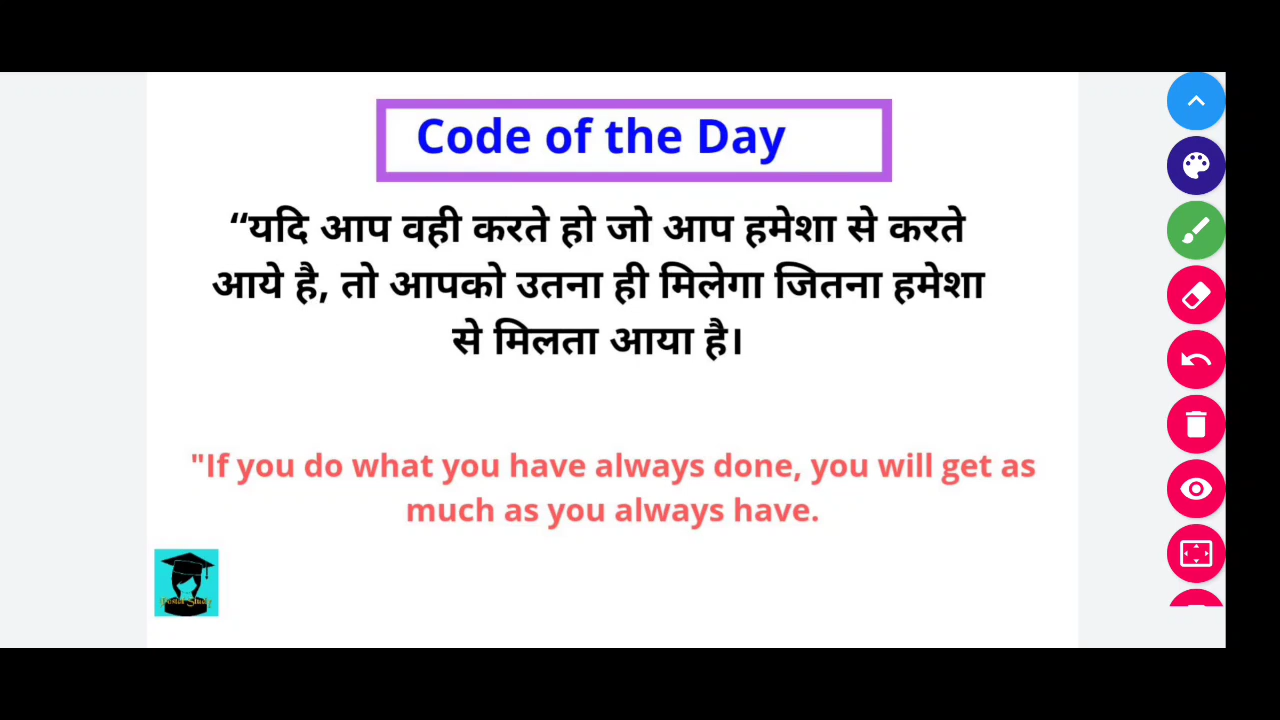 Code of the Day
“यदि आप वही करते हो जो आप हमेशा से करते
आये है, तो आपको उतना ही मिलेगा जितना हमेशा
से मिलता आया है।
"If you do what you have always done, you will get as
much as you always have.